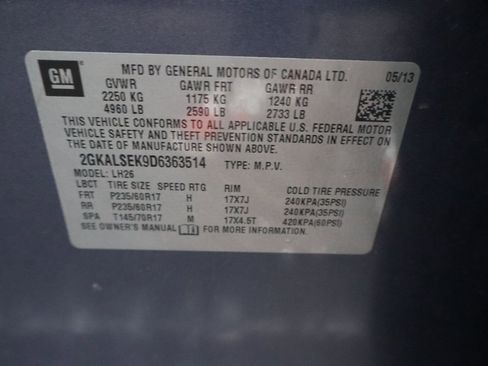 GM
MFD BY GENERAL MOTORS OF CANADA LTD. 05/13
GVWR GAWR FRT GAWR RR
2250 KG 1175 KG 1240 KG
4960 LB 2590 LB 2733 LB
THIS VEHICLE CONFORMS TO ALL APPLICABLE U.S. FEDERAL MOTOR
VEHICLE SAFETY AND THEFT PREVENTION STANDARDS IN EFFECT ON
THE DATE OF MANUFACTURE SHOWN ABOVE.
2GKALSEK9D6363514 TYPE: M.P.V.
MODEL: LH26
LBCT TIRE SIZE SPEED RTG RIM COLD TIRE PRESSURE
FRT P235/60R17 H 17X7J 240KPA(35PSI)
RR P235/60R17 H 17X7J 240KPA(35PSI)
SPA T145/70R17 M 17X4.5T 420KPA(60PSI)
SEE OWNER'S MANUAL FOR MORE INFORMATION.